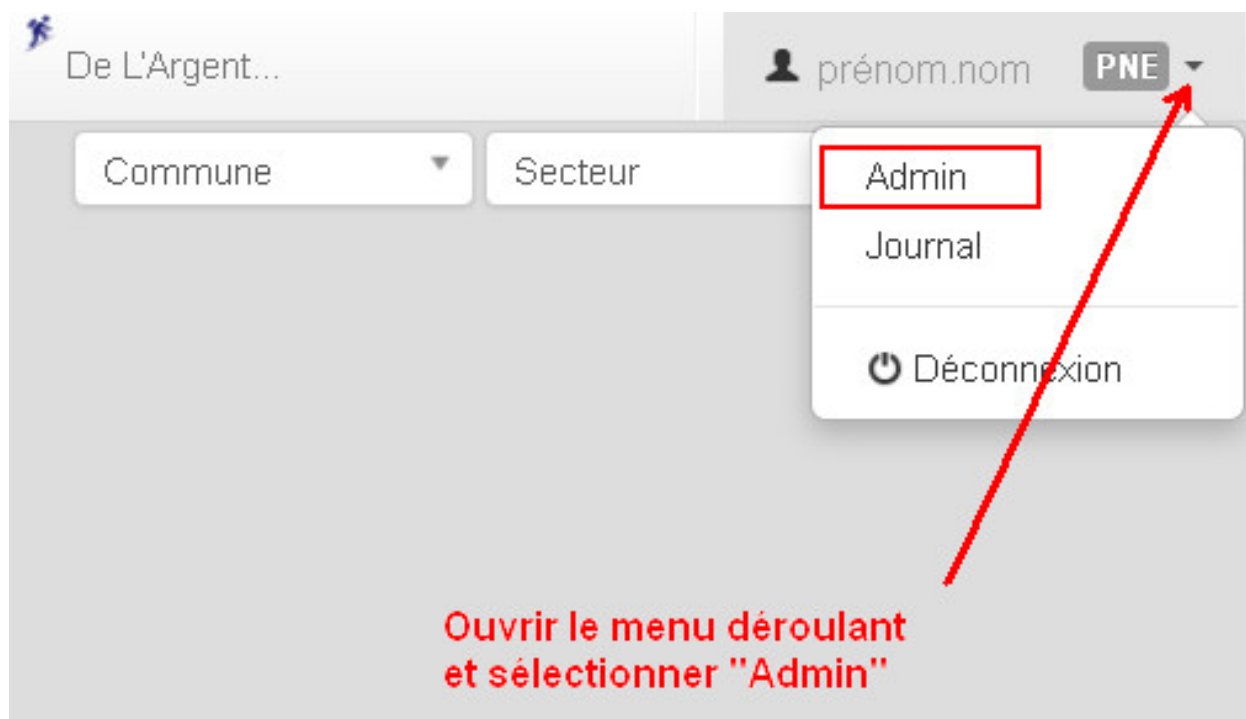 De L'Argent...
prénom.nom PNE
Commune Secteur
Admin
Journal
Déconnexion
Ouvrir le menu déroulant
et sélectionner "Admin"